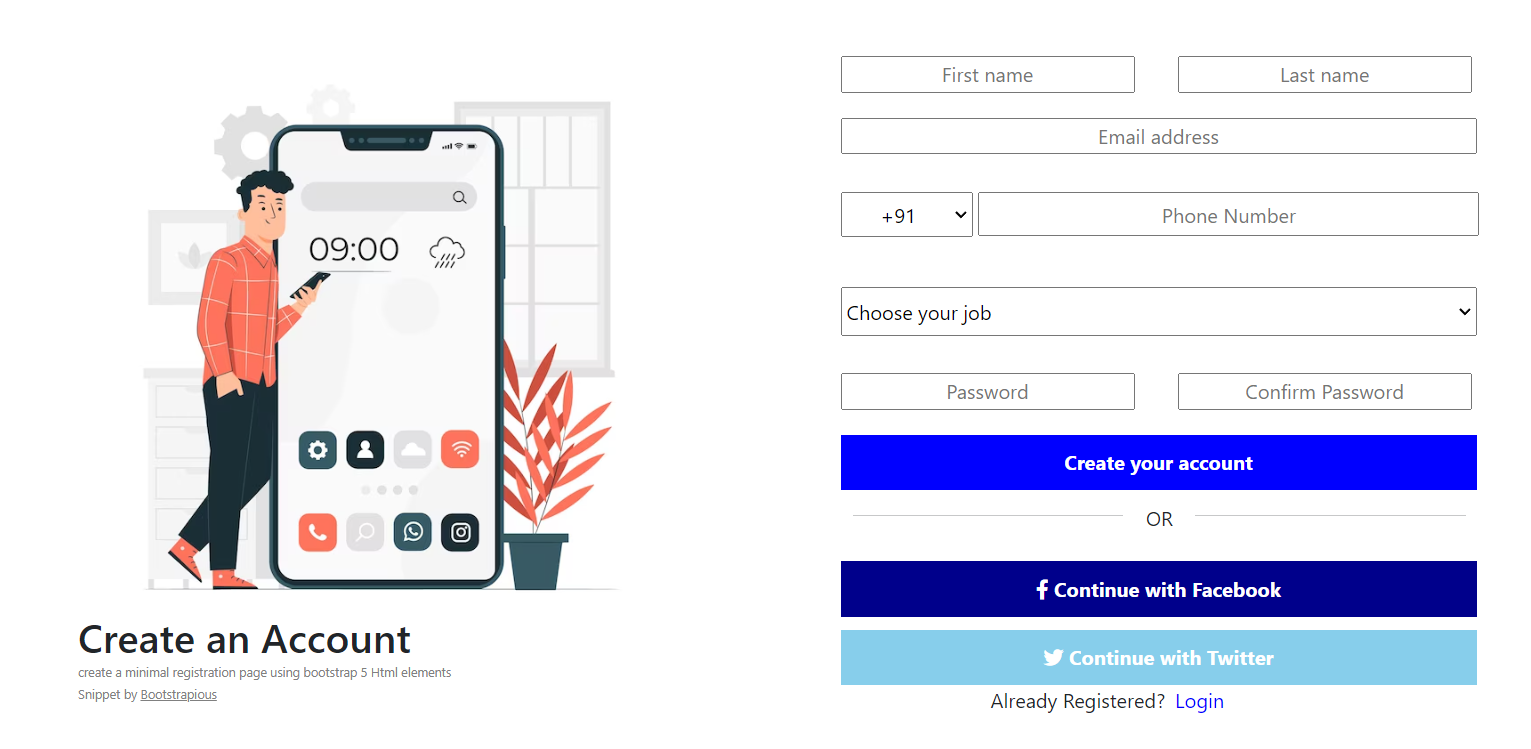 09:00
Create an Account
create a minimal registration page using bootstrap 5 Html elements
Snippet by Bootstrapious
First name
Last name
Email address
+91
Phone Number
Choose your job
Password
Confirm Password
Create your account
OR
Continue with Facebook
Continue with Twitter
Already Registered? Login